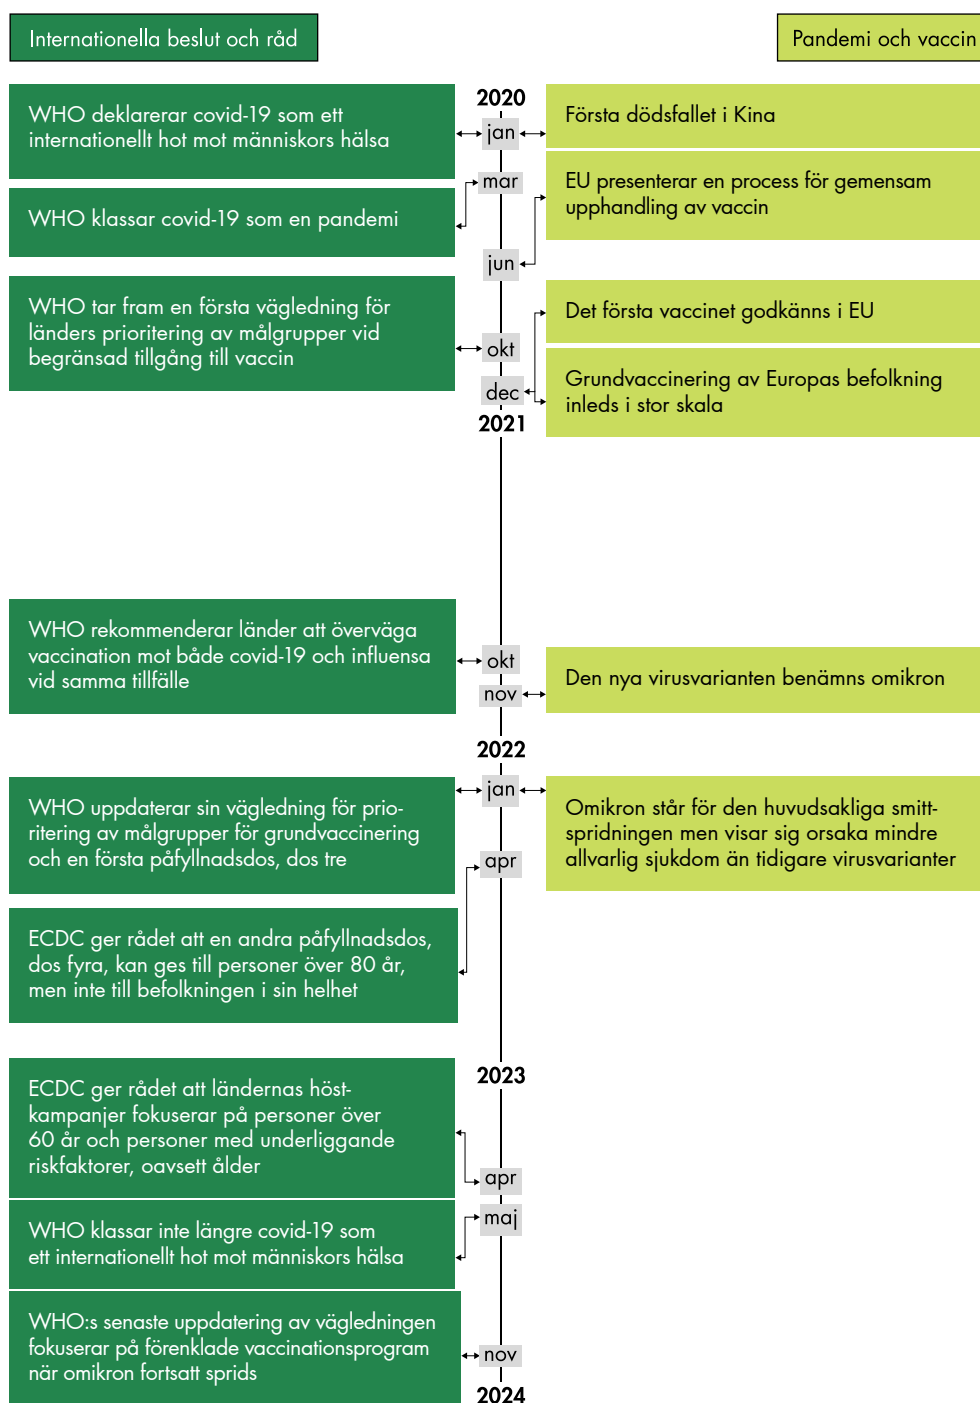 Internationella beslut och råd
Pandemi och vaccin
2020
WHO deklarerar covid-19 som ett
internationellt hot mot människors hälsa
jan
Första dödsfallet i Kina
mar
WHO klassar covid-19 som en pandemi
EU presenterar en process för gemensam
upphandling av vaccin
jun
WHO tar fram en första vägledning för
länders prioritering av målgrupper vid
begränsad tillgång till vaccin
okt
Det första vaccinet godkänns i EU
dec
Grundvaccinering av Europas befolkning
inleds i stor skala
2021
WHO rekommenderar länder att överväga
vaccination mot både covid-19 och influensa
vid samma tillfälle
okt
nov
Den nya virusvarianten benämns omikron
2022
jan
WHO uppdaterar sin vägledning för prio-
ritering av målgrupper för grundvaccinering
och en första påfyllnadsdos, dos tre
Omikron står för den huvudsakliga smitt-
spridningen men visar sig orsaka mindre
allvarlig sjukdom än tidigare virusvarianter
apr
ECDC ger rådet att en andra påfyllnadsdos,
dos fyra, kan ges till personer över 80 år,
men inte till befolkningen i sin helhet
2023
ECDC ger rådet att ländernas höst-
kampanjer fokuserar på personer över
60 år och personer med underliggande
riskfaktorer, oavsett ålder
apr
maj
WHO klassar inte längre covid-19 som
ett internationellt hot mot människors hälsa
WHO:s senaste uppdatering av vägledningen
fokuserar på förenklade vaccinationsprogram
när omikron fortsatt sprids
nov
2024